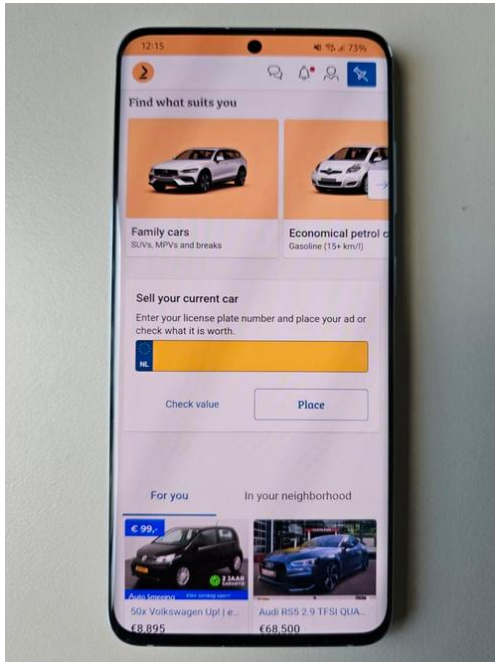 12:15
73%
Find what suits you
Family cars
SUVs, MPVs and breaks
Economical petrol c
Gasoline (15+ km/l)
Sell your current car
Enter your license plate number and place your ad or
check what it is worth.
NL
Check value
Place
For you
In your neighborhood
€ 99,-
2 JAAR
GARANTIE
Auto Smeeing
50x Volkswagen Up! | e...
€8,895
Audi RS5 2.9 TFSI QUA...
€68,500